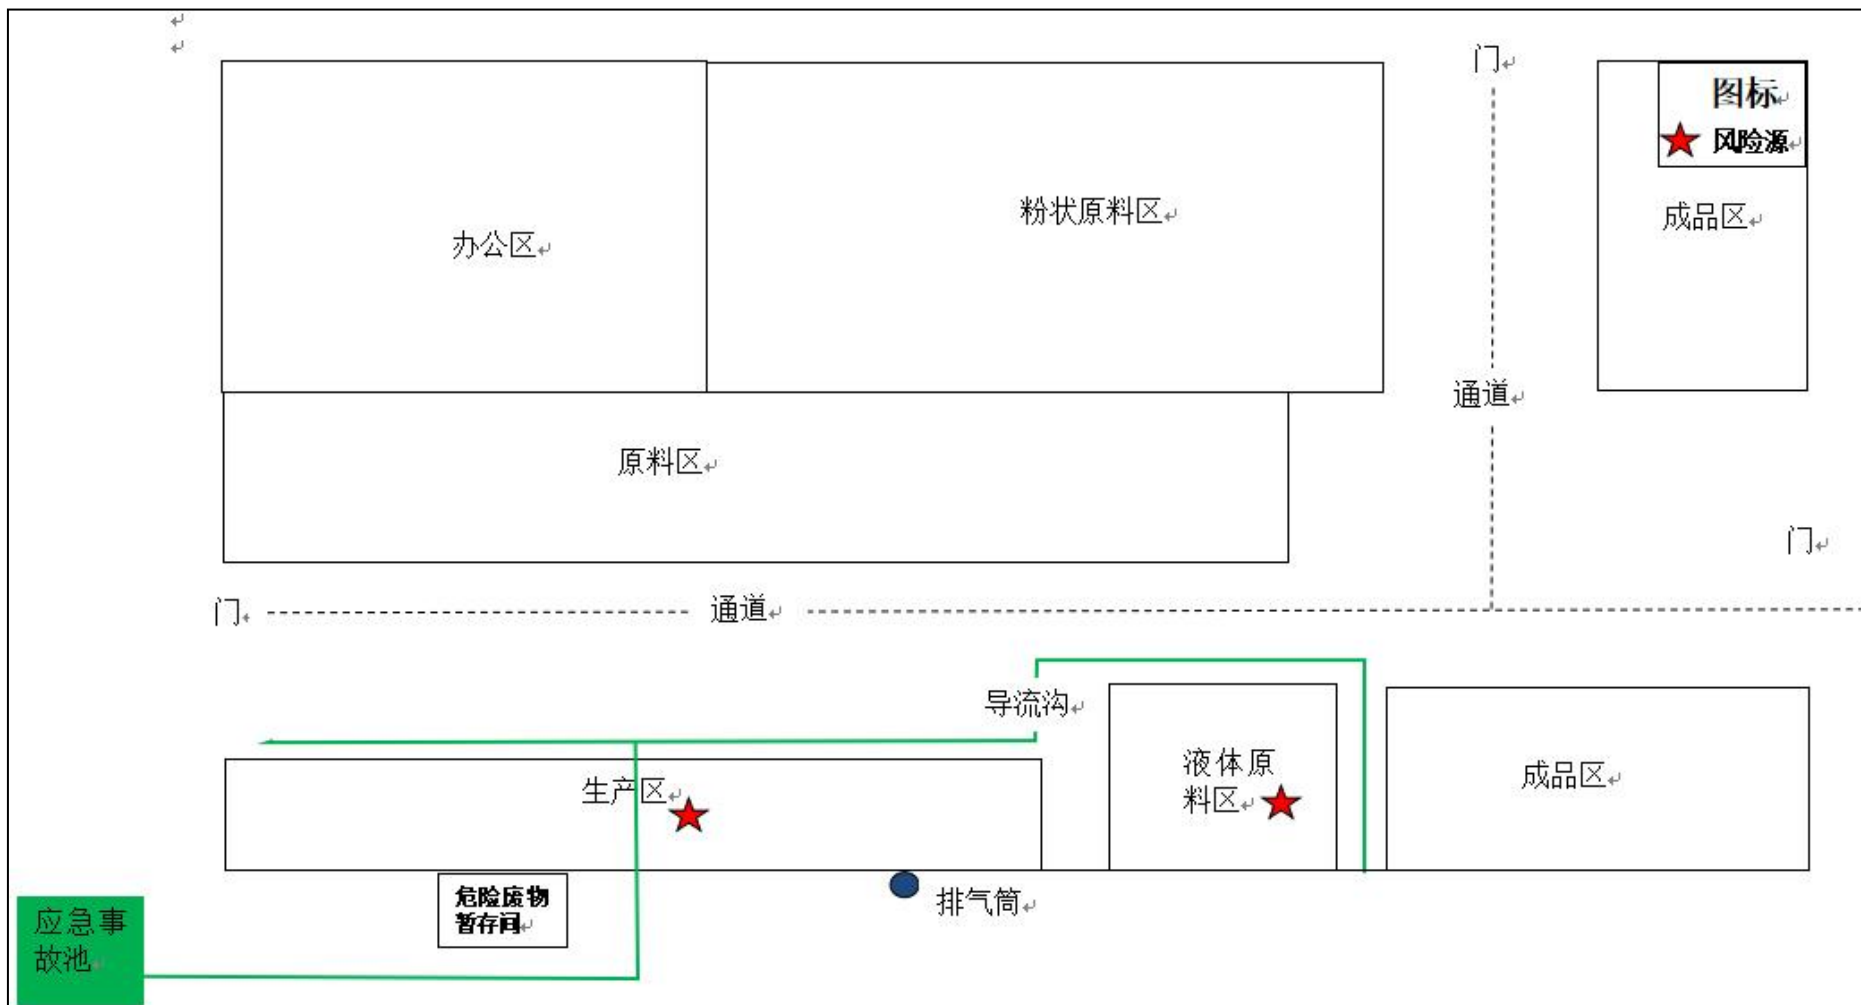 门
图标
风险源
粉状原料区
成品区
办公区
通道
原料区
门
门
通道
导流沟
液体原
料区
成品区
生产区
危险废物
暂存间
排气筒
应急事
故池